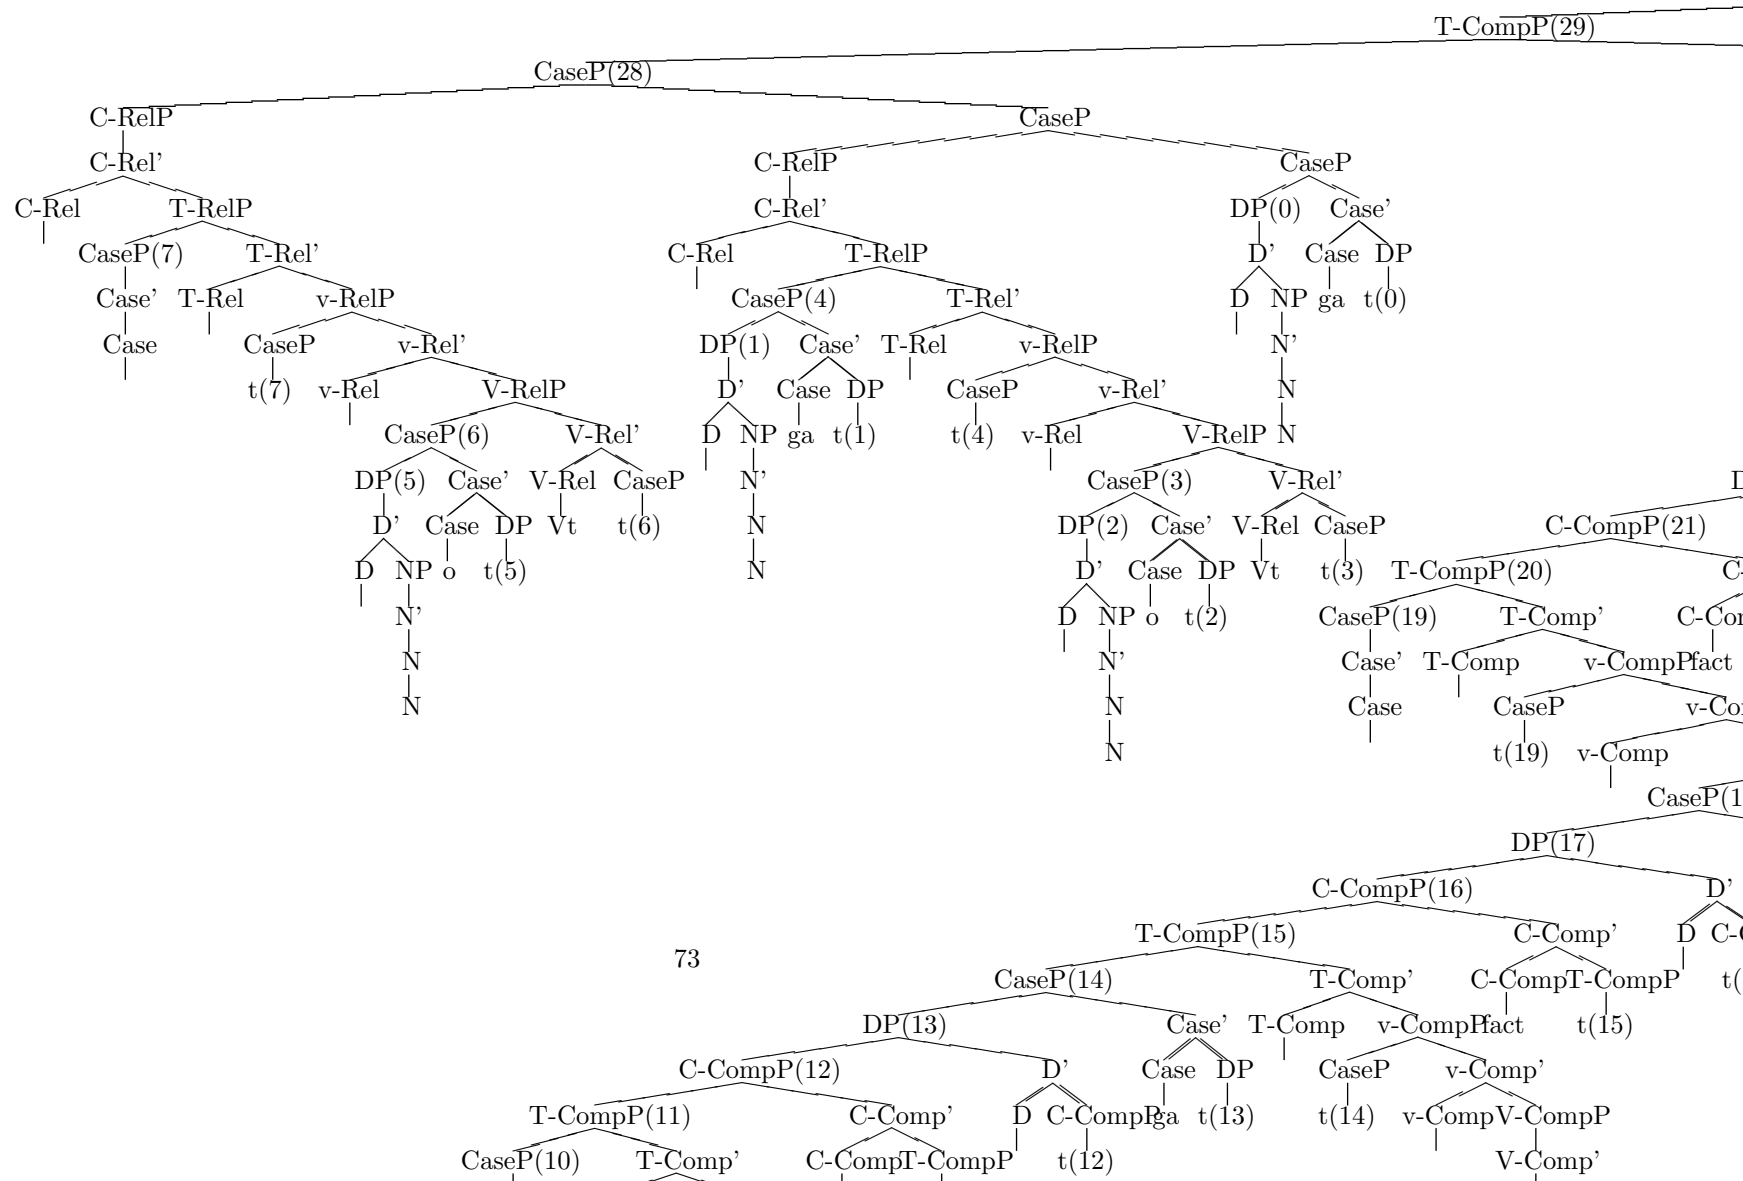 T-CompP(29)
CaseP(28)
C-RelP CaseP
C-Rel’ C-RelP CaseP
C-Rel T-RelP C-Rel’ DP(0) Case’
CaseP(7) T-Rel’ C-Rel T-RelP D’ Case DP
Case’ T-Rel v-RelP CaseP(4) T-Rel’ D NP ga t(0)
Case CaseP v-Rel’ DP(1) Case’ T-Rel v-RelP N’
t(7) v-Rel V-RelP D’ Case DP CaseP v-Rel’ N
CaseP(6) V-Rel’ D NP ga t(1) t(4) v-Rel V-RelP N
DP(5) Case’ V-Rel CaseP N’ CaseP(3) V-Rel’ D
D’ Case DP Vt t(6) N DP(2) Case’ V-Rel CaseP C-CompP(21)
D NP o t(5) N D’ Case DP Vt t(3) T-CompP(20) C-
N’ D NP o t(2) CaseP(19) T-Comp’ C-Com
N N’ Case’ T-Comp v-CompP fact
N N Case CaseP v-Com
N t(19) v-Comp
CaseP(1
DP(17)
C-CompP(16) D’
T-CompP(15) C-Comp’ D C-C
73
CaseP(14) T-Comp’ C-Comp T-CompP t(
DP(13) Case’ T-Comp v-CompP fact t(15)
C-CompP(12) D’ Case DP CaseP v-Comp’
T-CompP(11) C-Comp’ D C-CompP ga t(13) t(14) v-Comp V-CompP
CaseP(10) T-Comp’ C-Comp T-CompP t(12) V-Comp’